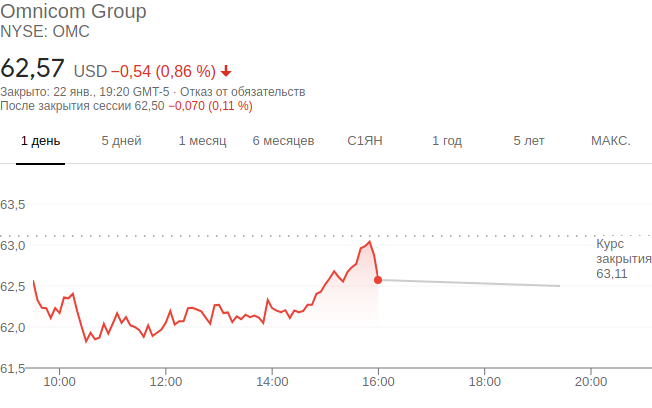 Omnicom Group
NYSE: OMC
62,57 USD −0,54 (0,86 %)
Закрыто: 22 янв., 19:20 GMT-5 · Отказ от обязательств
После закрытия сессии 62,50 −0,070 (0,11 %)
1 день 5 дней 1 месяц 6 месяцев С1ЯН 1 год 5 лет МАКС.
63,5
63,0
Курс
закрытия
63,11
62,5
62,0
61,5
10:00 12:00 14:00 16:00 18:00 20:00